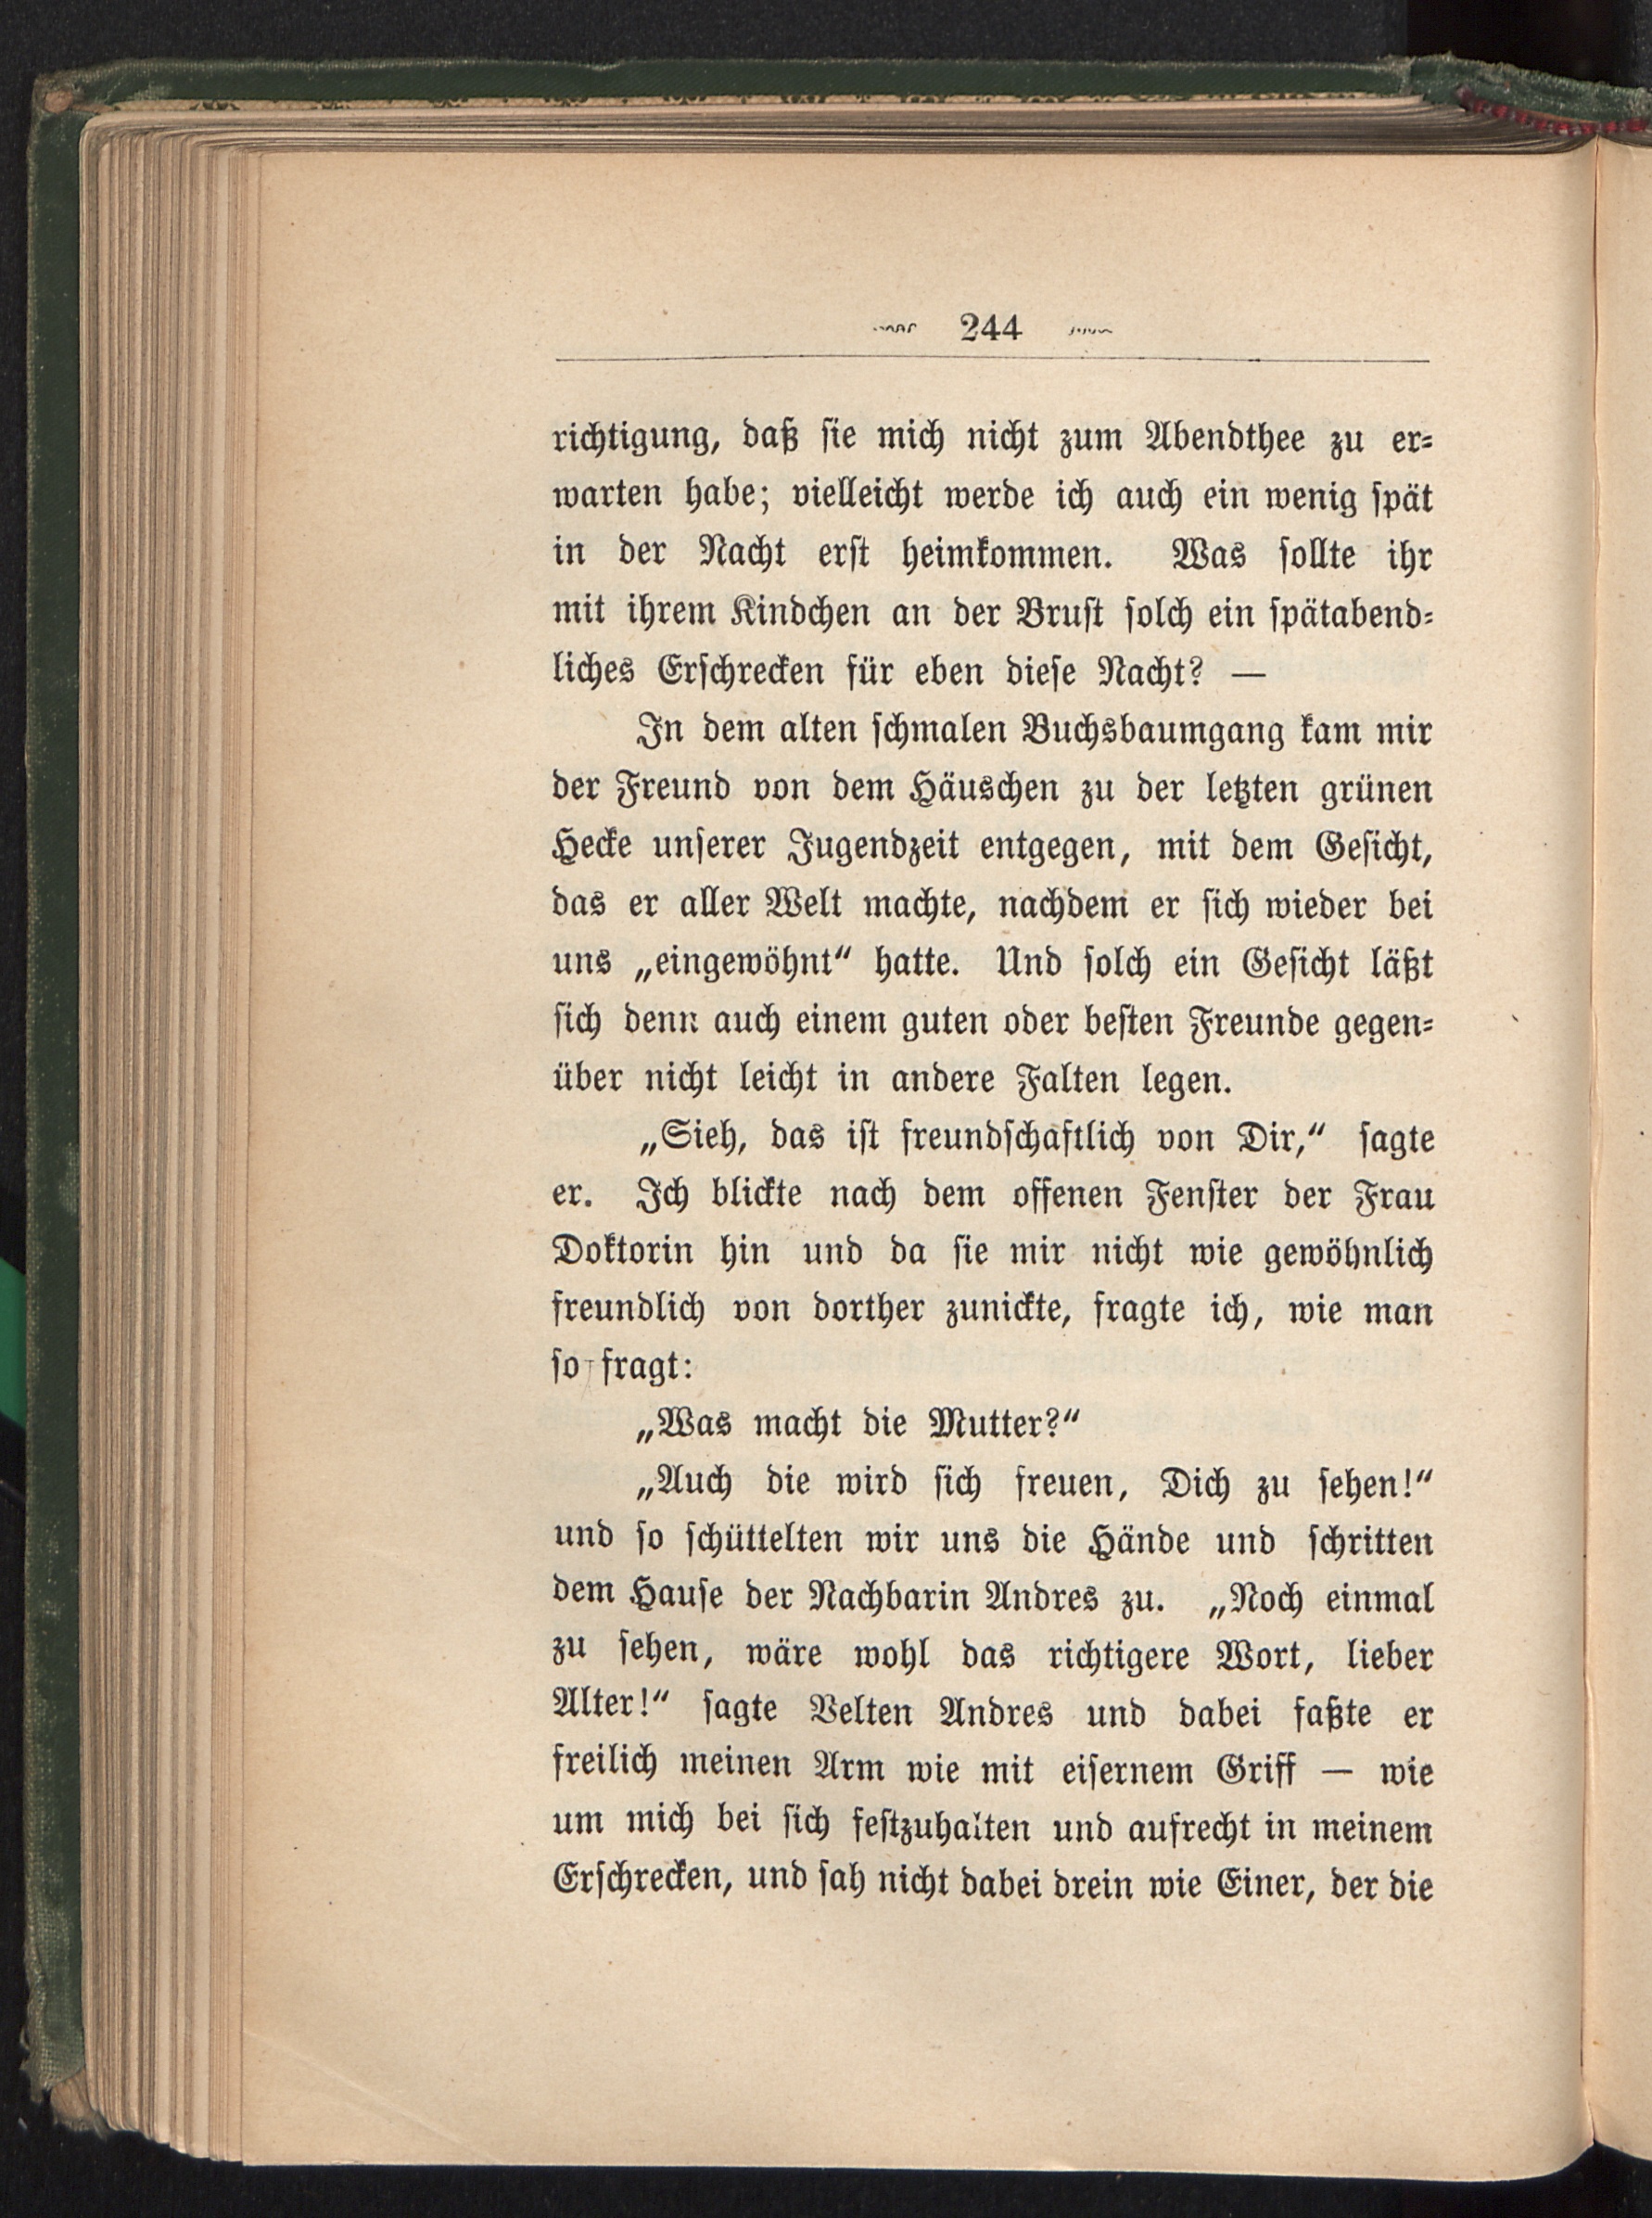 244
richtigung, daß ſie mich nicht zum Abendthee zu er⸗
warten habe; vielleicht werde ich auch ein wenig ſpät
in der Nacht erſt heimkommen. Was ſollte ihr
mit ihrem Kindchen an der Bruſt ſolch ein ſpätabend⸗
liches Erſchrecken für eben dieſe Nacht? —
In dem alten ſchmalen Buchsbaumgang kam mir
der Freund von dem Häuschen zu der letzten grünen
Hecke unſerer Jugendzeit entgegen, mit dem Geſicht,
das er aller Welt machte, nachdem er ſich wieder bei
uns „eingewöhnt“ hatte. Und ſolch ein Geſicht läßt
ſich denn auch einem guten oder beſten Freunde gegen⸗
über nicht leicht in andere Falten legen.
„Sieh, das iſt freundſchaftlich von Dir,“ ſagte
er. Ich blickte nach dem offenen Fenſter der Frau
Doktorin hin und da ſie mir nicht wie gewöhnlich
freundlich von dorther zunickte, fragte ich, wie man
ſo fragt:
„Was macht die Mutter?“
„Auch die wird ſich freuen, Dich zu ſehen!“
und ſo ſchüttelten wir uns die Hände und ſchritten
dem Hauſe der Nachbarin Andres zu. „Noch einmal
zu ſehen, wäre wohl das richtigere Wort, lieber
Alter!“ ſagte Velten Andres und dabei faßte er
freilich meinen Arm wie mit eiſernem Griff — wie
um mich bei ſich feſtzuhalten und aufrecht in meinem
Erſchrecken, und ſah nicht dabei drein wie Einer, der die